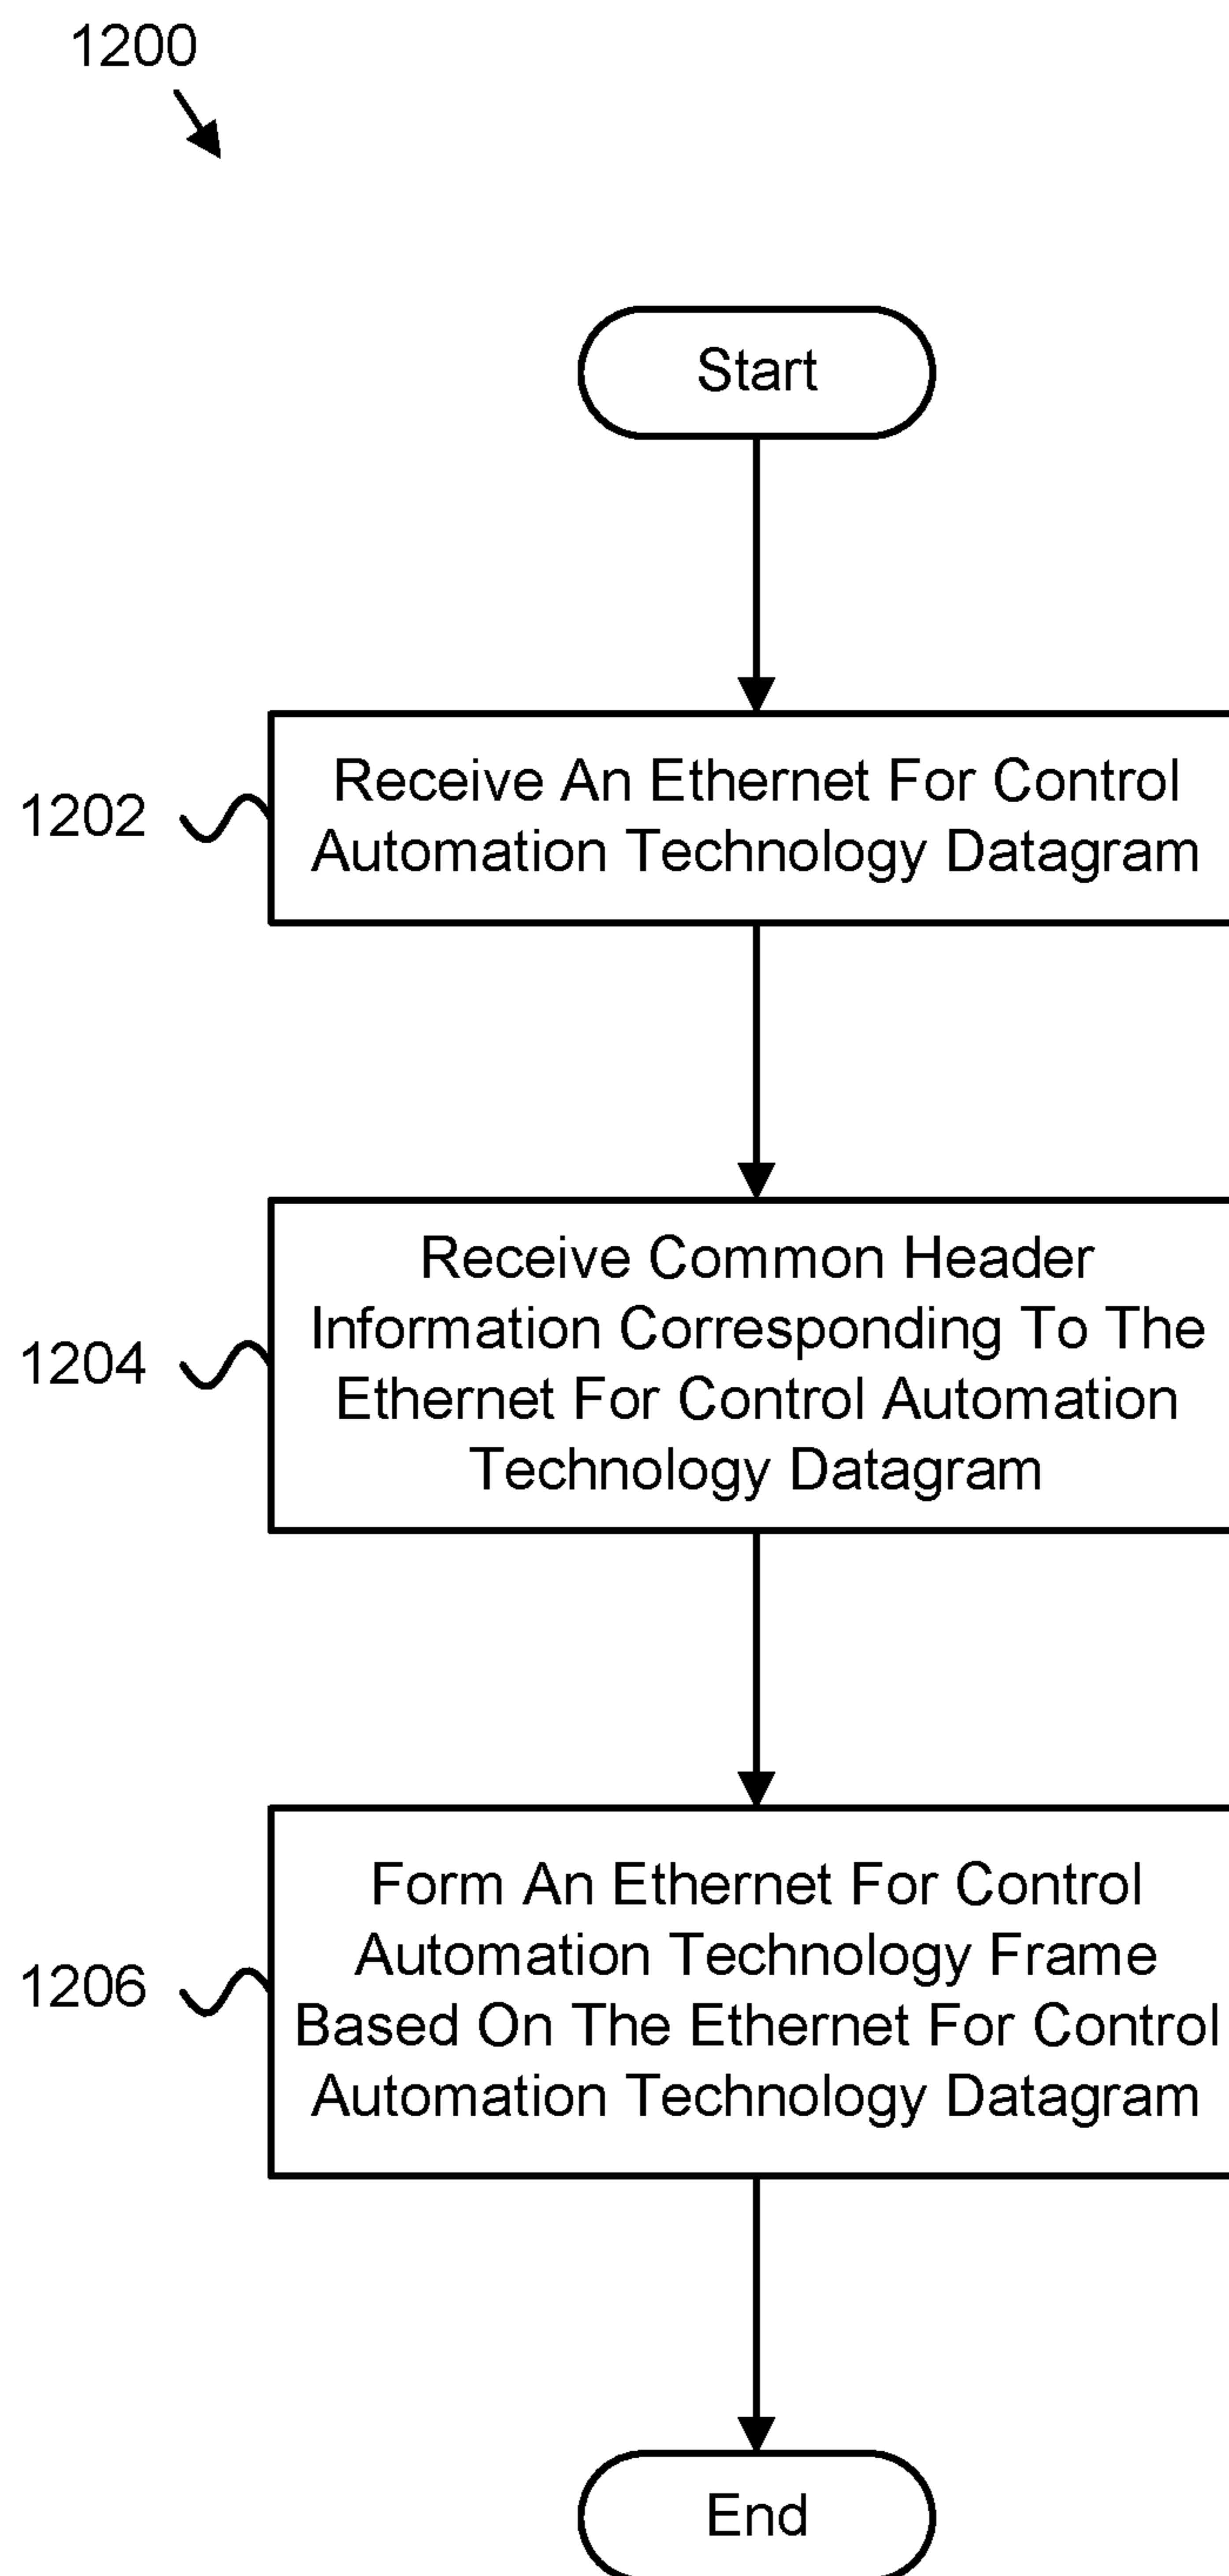 1200
Start
1202
Receive An Ethernet For Control
Automation Technology Datagram
1204
Receive Common Header
Information Corresponding To The
Ethernet For Control Automation
Technology Datagram
1206
Form An Ethernet For Control
Automation Technology Frame
Based On The Ethernet For Control
Automation Technology Datagram
End